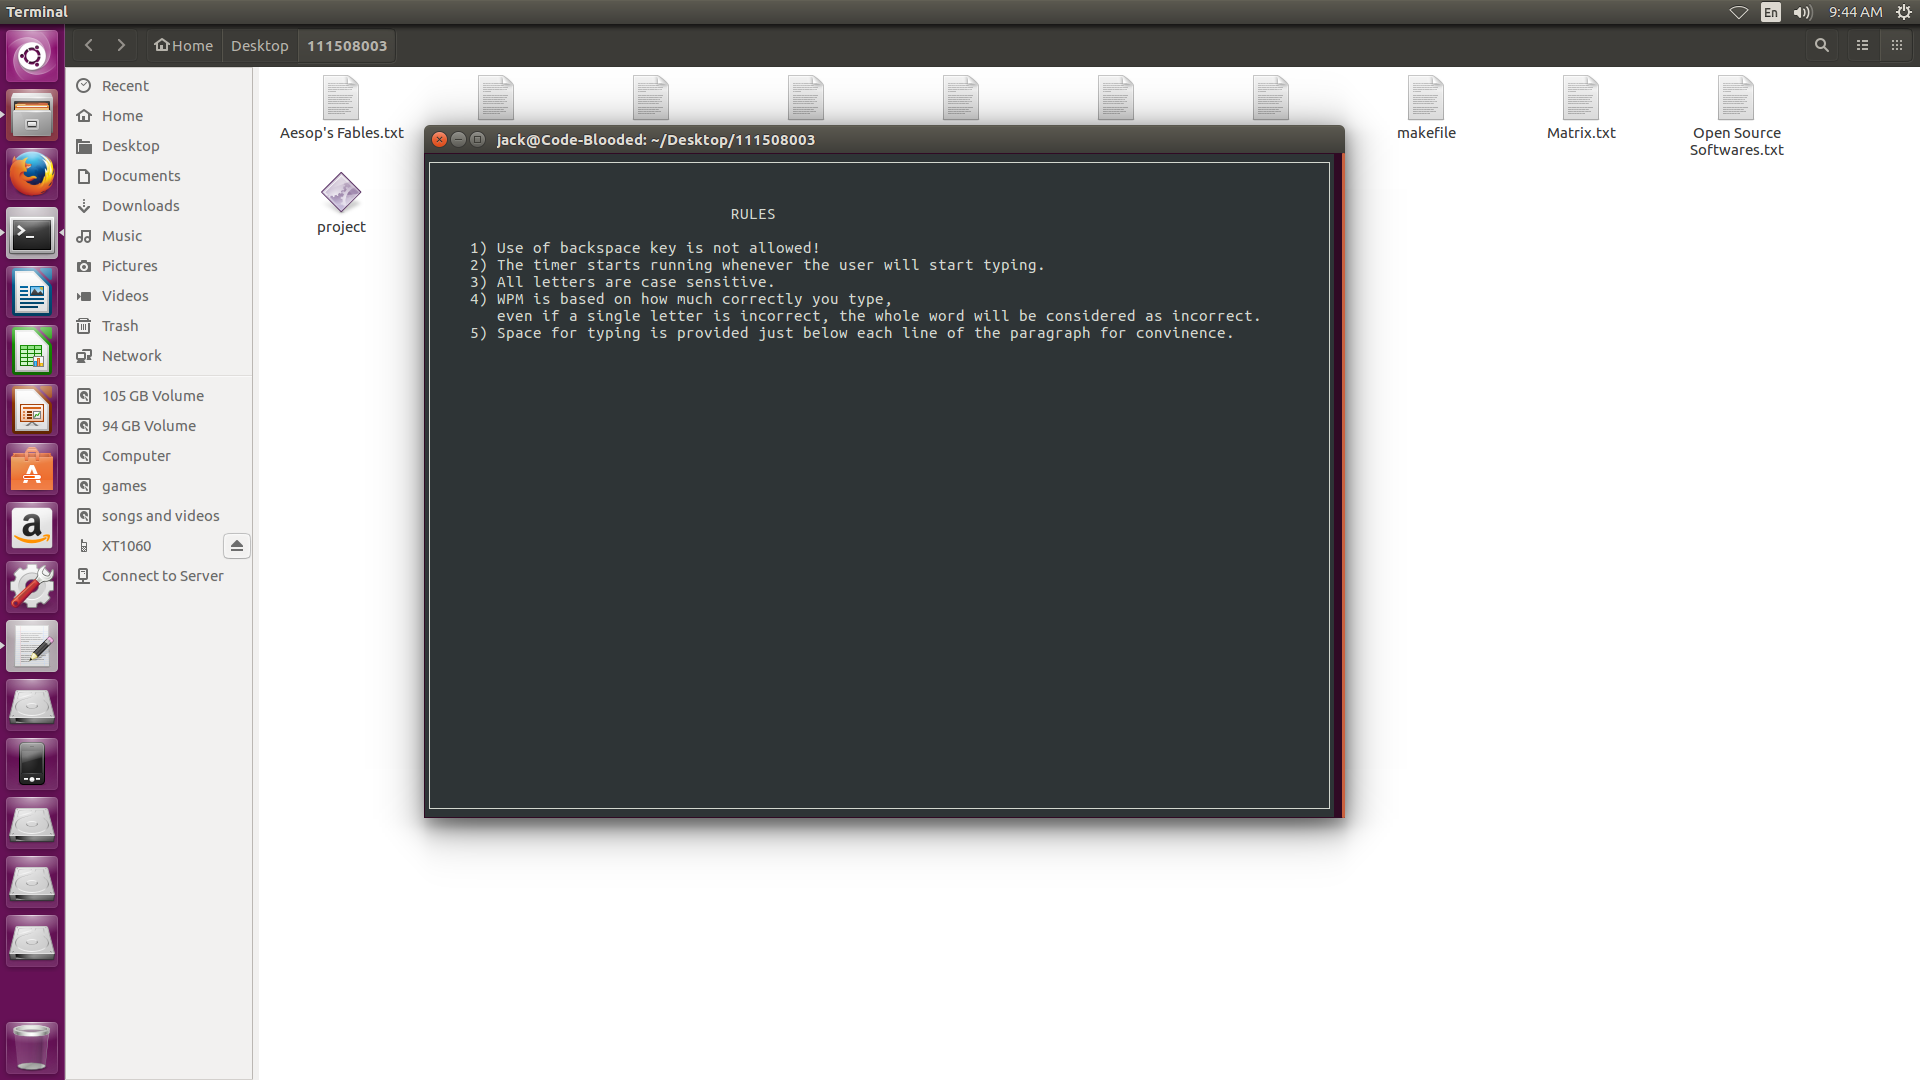 Terminal
En
9:44 AM
Home
Desktop
111508003
Recent
Home
Desktop
Documents
Downloads
Music
Pictures
Videos
Trash
Network
105 GB Volume
94 GB Volume
Computer
games
songs and videos
XT1060
Connect to Server
Aesop's Fables.txt
makefile
Matrix.txt
Open Source
Softwares.txt
project
jack@Code-Blooded: ~/Desktop/111508003
RULES
1) Use of backspace key is not allowed!
2) The timer starts running whenever the user will start typing.
3) All letters are case sensitive.
4) WPM is based on how much correctly you type,
even if a single letter is incorrect, the whole word will be considered as incorrect.
5) Space for typing is provided just below each line of the paragraph for convinence.